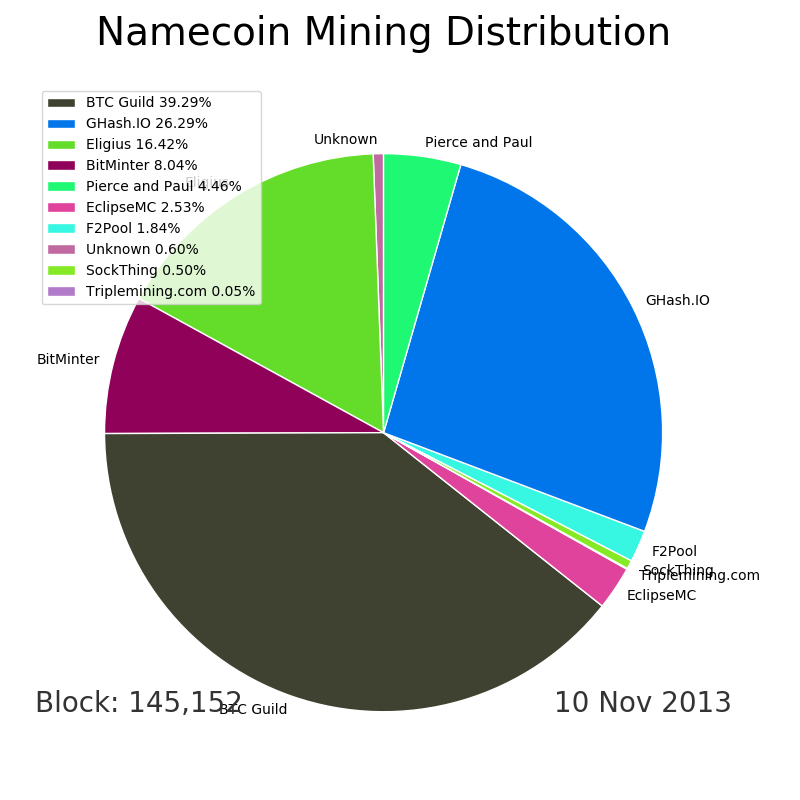 Namecoin Mining Distribution
BTC Guild 39.29%
GHash.IO 26.29%
Eligius 16.42%
BitMinter 8.04%
Pierce and Paul 4.46%
EclipseMC 2.53%
F2Pool 1.84%
Unknown 0.60%
SockThing 0.50%
Triplemining.com 0.05%
Unknown
Pierce and Paul
Eligius
GHash.IO
BitMinter
F2Pool
SockThing
Triplemining.com
EclipseMC
Block: 145,152
BTC Guild
10 Nov 2013